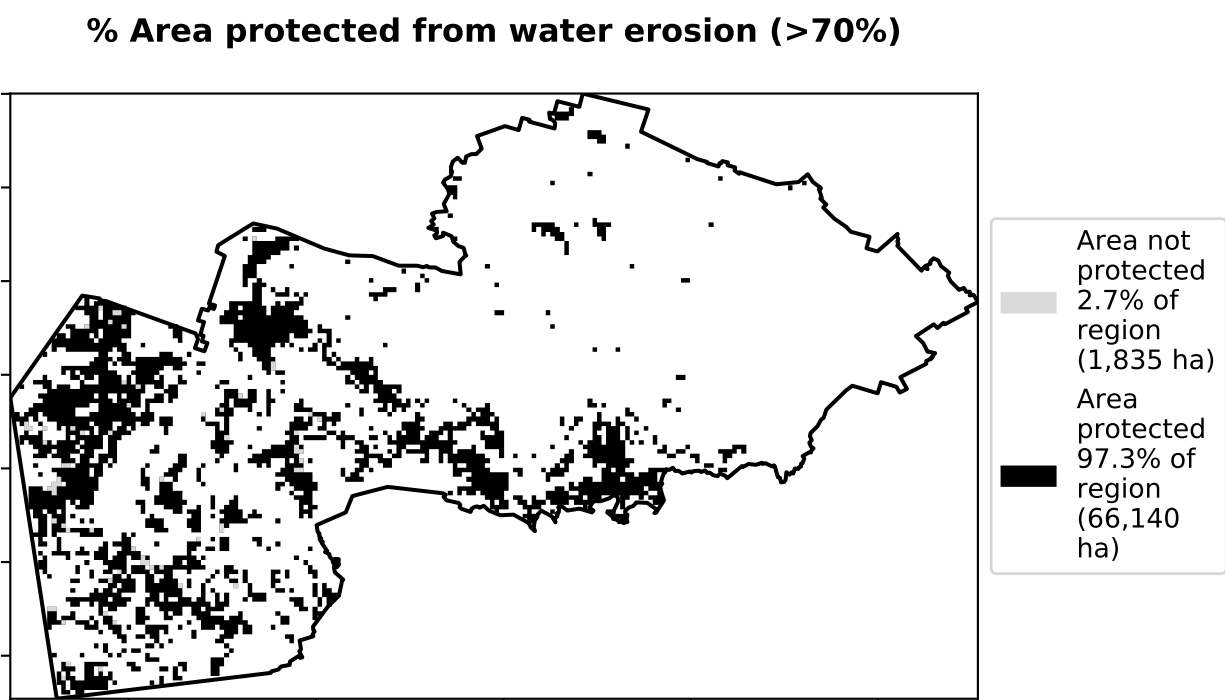 % Area protected from water erosion (>70%)
Area not
protected
2.7% of
region
(1,835 ha)
Area
protected
97.3% of
region
(66,140
ha)